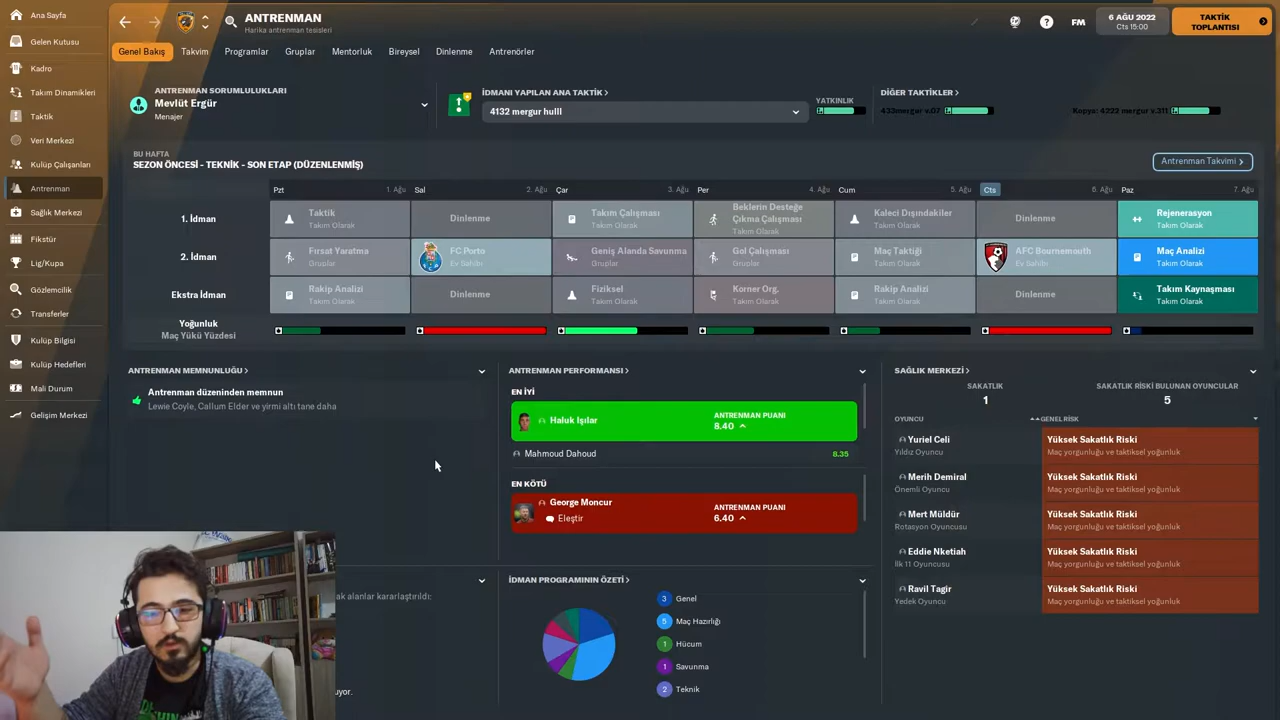 Ana Sayfa
Gelen Kutusu
Kadro
Takım Dinamikleri
Taktik
Veri Merkezi
Kulüp Çalışanları
Antrenman
Sağlık Merkezi
Fikstür
Lig/Kupa
Gözlemcilik
Transferler
Kulüp Bilgisi
Kulüp Hedefleri
Mali Durum
Gelişim Merkezi
ANTRENMAN
Harika antrenman tesisleri
FM
6 AĞU 2022
Cts 15:00
TAKTİK
TOPLANTISI
Genel Bakış
Takvim
Programlar
Gruplar
Mentorluk
Bireysel
Dinlenme
Antrenörler
ANTRENMAN SORUMLULUKLARI
Mevlüt Ergür
Menajer
İDMANI YAPILAN ANA TAKTİK
4132 mergur hulll
YATKINLIK
DİĞER TAKTİKLER
433mergur v.07
Kopya: 4222 mergur v.311
BU HAFTA
SEZON ÖNCESİ - TEKNİK - SON ETAP (DÜZENLENMİŞ)
Antrenman Takvimi
Pzt 1. Ağu
Sal 2. Ağu
Çar 3. Ağu
Per 4. Ağu
Cum 5. Ağu
Cts 6. Ağu
Paz 7. Ağu
1. İdman
Taktik
Takım Olarak
Dinlenme
Takım Çalışması
Takım Olarak
Beklerin Desteğe
Çıkma Çalışması
Takım Olarak
Kaleci Dışındakiler
Takım Olarak
Dinlenme
Rejenerasyon
Takım Olarak
2. İdman
Fırsat Yaratma
Gruplar
FC Porto
Ev Sahibi
Geniş Alanda Savunma
Gruplar
Gol Çalışması
Gruplar
Maç Taktiği
Takım Olarak
AFC Bournemouth
Ev Sahibi
Maç Analizi
Takım Olarak
Ekstra İdman
Rakip Analizi
Takım Olarak
Dinlenme
Fiziksel
Takım Olarak
Korner Org.
Takım Olarak
Rakip Analizi
Takım Olarak
Dinlenme
Takım Kaynaşması
Takım Olarak
Yoğunluk
Maç Yükü Yüzdesi
ANTRENMAN MEMNUNLUĞU
Antrenman düzeninden memnun
Lewie Coyle, Callum Elder ve yirmi altı tane daha
ak alanlar kararlaştırıldı:
uyor.
ANTRENMAN PERFORMANSI
EN İYİ
Haluk Işılar
ANTRENMAN PUANI
8.40
Mahmoud Dahoud
8.35
EN KÖTÜ
George Moncur
Eleştir
ANTRENMAN PUANI
6.40
İDMAN PROGRAMININ ÖZETİ
3 Genel
5 Maç Hazırlığı
1 Hücum
1 Savunma
2 Teknik
SAĞLIK MERKEZİ
SAKATLIK
1
SAKATLIK RİSKİ BULUNAN OYUNCULAR
5
OYUNCU
GENEL RİSK
Yuriel Celi
Yıldız Oyuncu
Yüksek Sakatlık Riski
Maç yorgunluğu ve taktiksel yoğunluk
Merih Demiral
Önemli Oyuncu
Yüksek Sakatlık Riski
Maç yorgunluğu ve taktiksel yoğunluk
Mert Müldür
Rotasyon Oyuncusu
Yüksek Sakatlık Riski
Maç yorgunluğu ve taktiksel yoğunluk
Eddie Nketiah
İlk 11 Oyuncusu
Yüksek Sakatlık Riski
Maç yorgunluğu ve taktiksel yoğunluk
Ravil Tagir
Yedek Oyuncu
Yüksek Sakatlık Riski
Maç yorgunluğu ve taktiksel yoğunluk